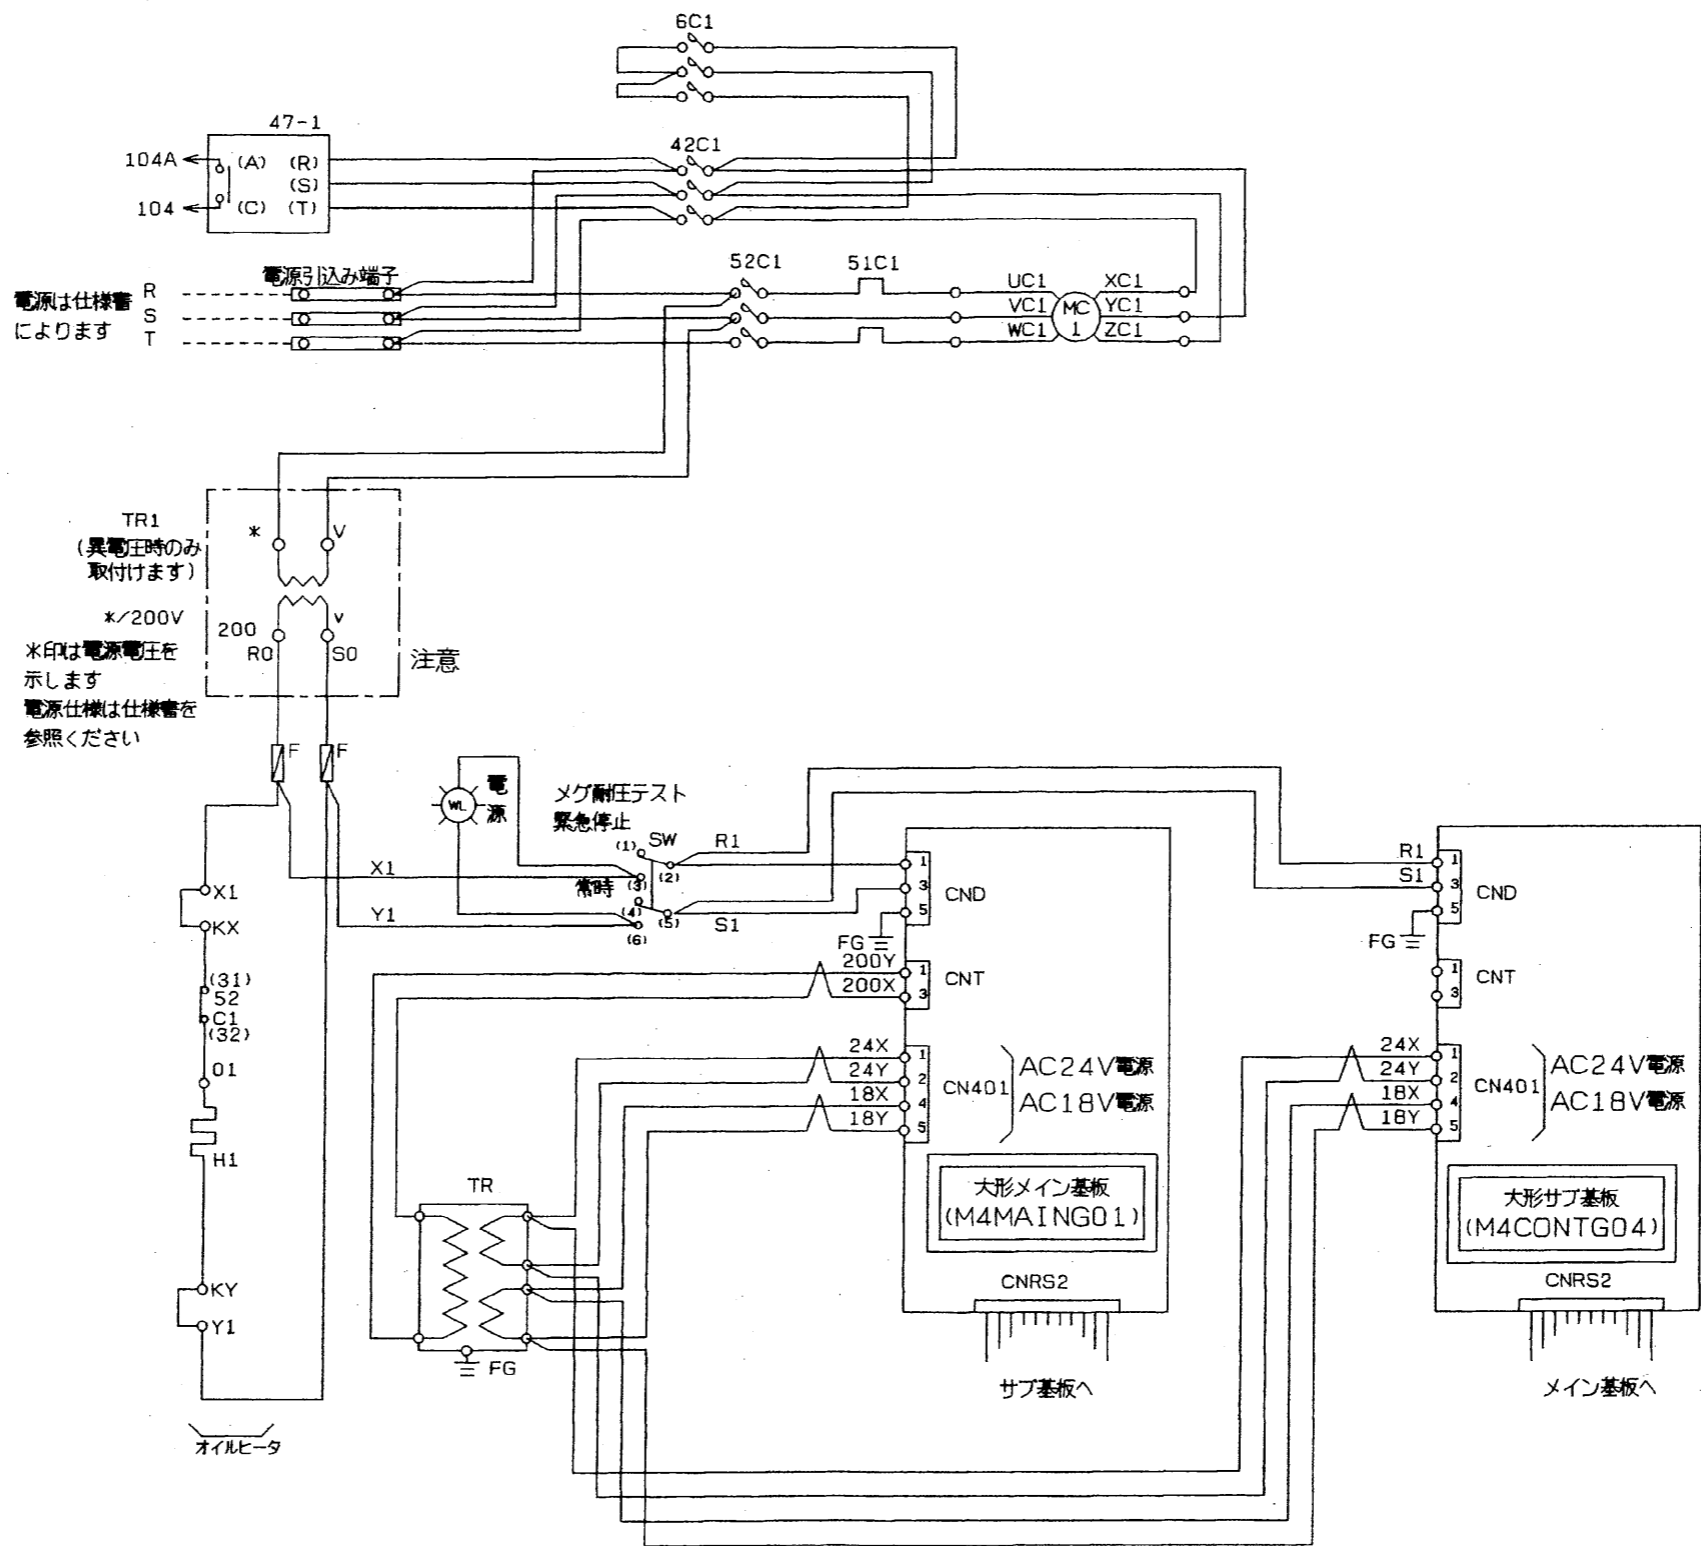 6C1
47-1
42C1
104A
(A) (R)
(S)
104
(C) (T)
電源引込み端子
52C1
51C1
電源は仕様書
によります
R
S
T
UC1
VC1
WC1
MC
1
XC1
YC1
ZC1
TR1
(異電圧時のみ
取付けます)
*/200V
*印は電源電圧を
示します
電源仕様は仕様書を
参照ください
*
V
200
v
R0
S0
注意
F
F
WL
電
源
メグ耐圧テスト
緊急停止
SW
(1)
(2)
(3)
常時
(4)
(5)
(6)
X1
Y1
R1
S1
1
3
5
CND
FG
200Y
200X
1
3
CNT
24X
24Y
18X
18Y
1
2
4
5
CN401
AC24V電源
AC18V電源
大形メイン基板
(M4MAING01)
CNRS2
サブ基板へ
R1
S1
1
3
5
CND
FG
1
3
CNT
24X
24Y
18X
18Y
1
2
4
5
CN401
AC24V電源
AC18V電源
大形サブ基板
(M4CONTG04)
CNRS2
メイン基板へ
X1
KX
(31)
52
C1
(32)
01
H1
KY
Y1
オイルヒータ
TR
FG